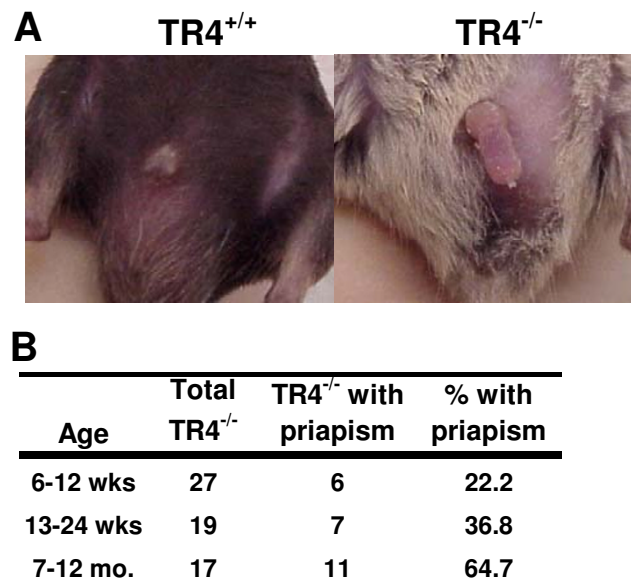 A
TR4+/+ TR4-/-
B
Age Total TR4-/- TR4-/- with priapism % with priapism
6-12 wks 27 6 22.2
13-24 wks 19 7 36.8
7-12 mo. 17 11 64.7